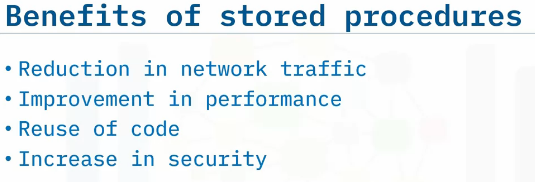 Benefits of stored procedures
• Reduction in network traffic
• Improvement in performance
• Reuse of code
• Increase in security